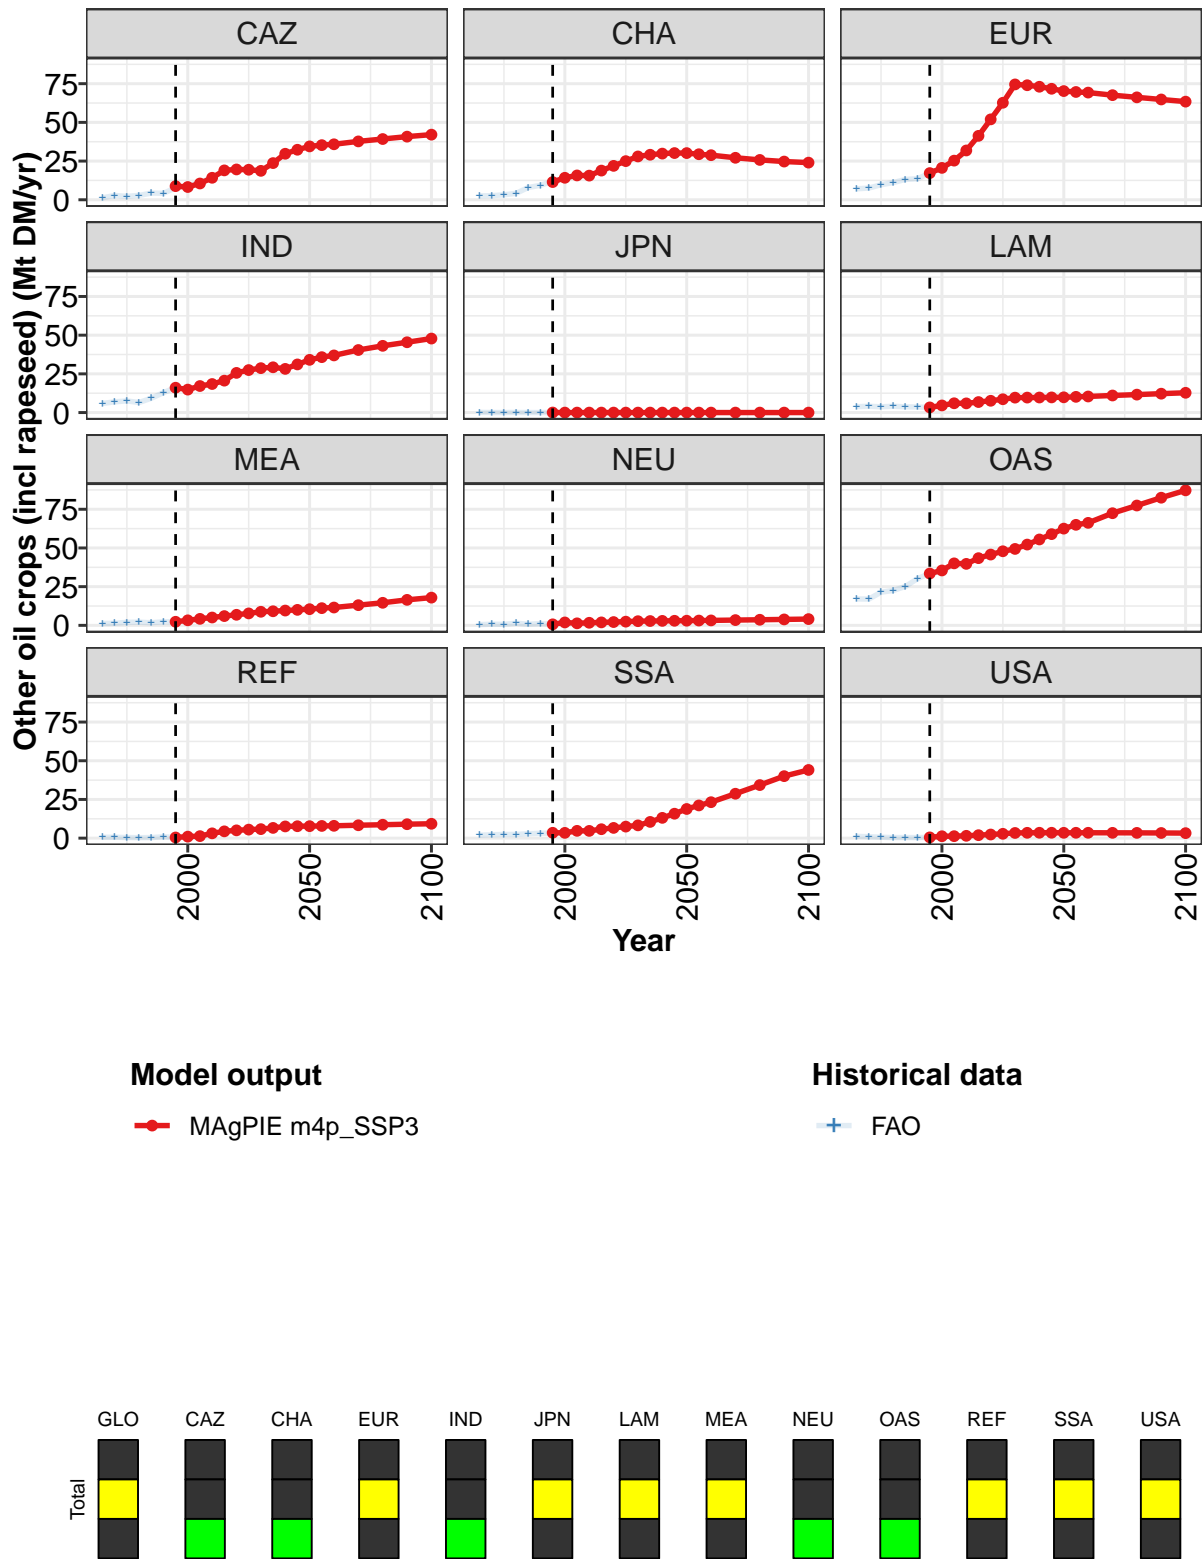 CAZ CHA EUR
75
50
25
0
IND JPN LAM
75
50
25
0
MEA NEU OAS
75
50
25
0
REF SSA USA
75
50
25
0
Other oil crops (incl rapeseed) (Mt DM/yr)
2000 2050 2100 2000 2050 2100 2000 2050 2100
Year
Model output Historical data
MAgPIE m4p_SSP3 FAO
GLO CAZ CHA EUR IND JPN LAM MEA NEU OAS REF SSA USA
Total